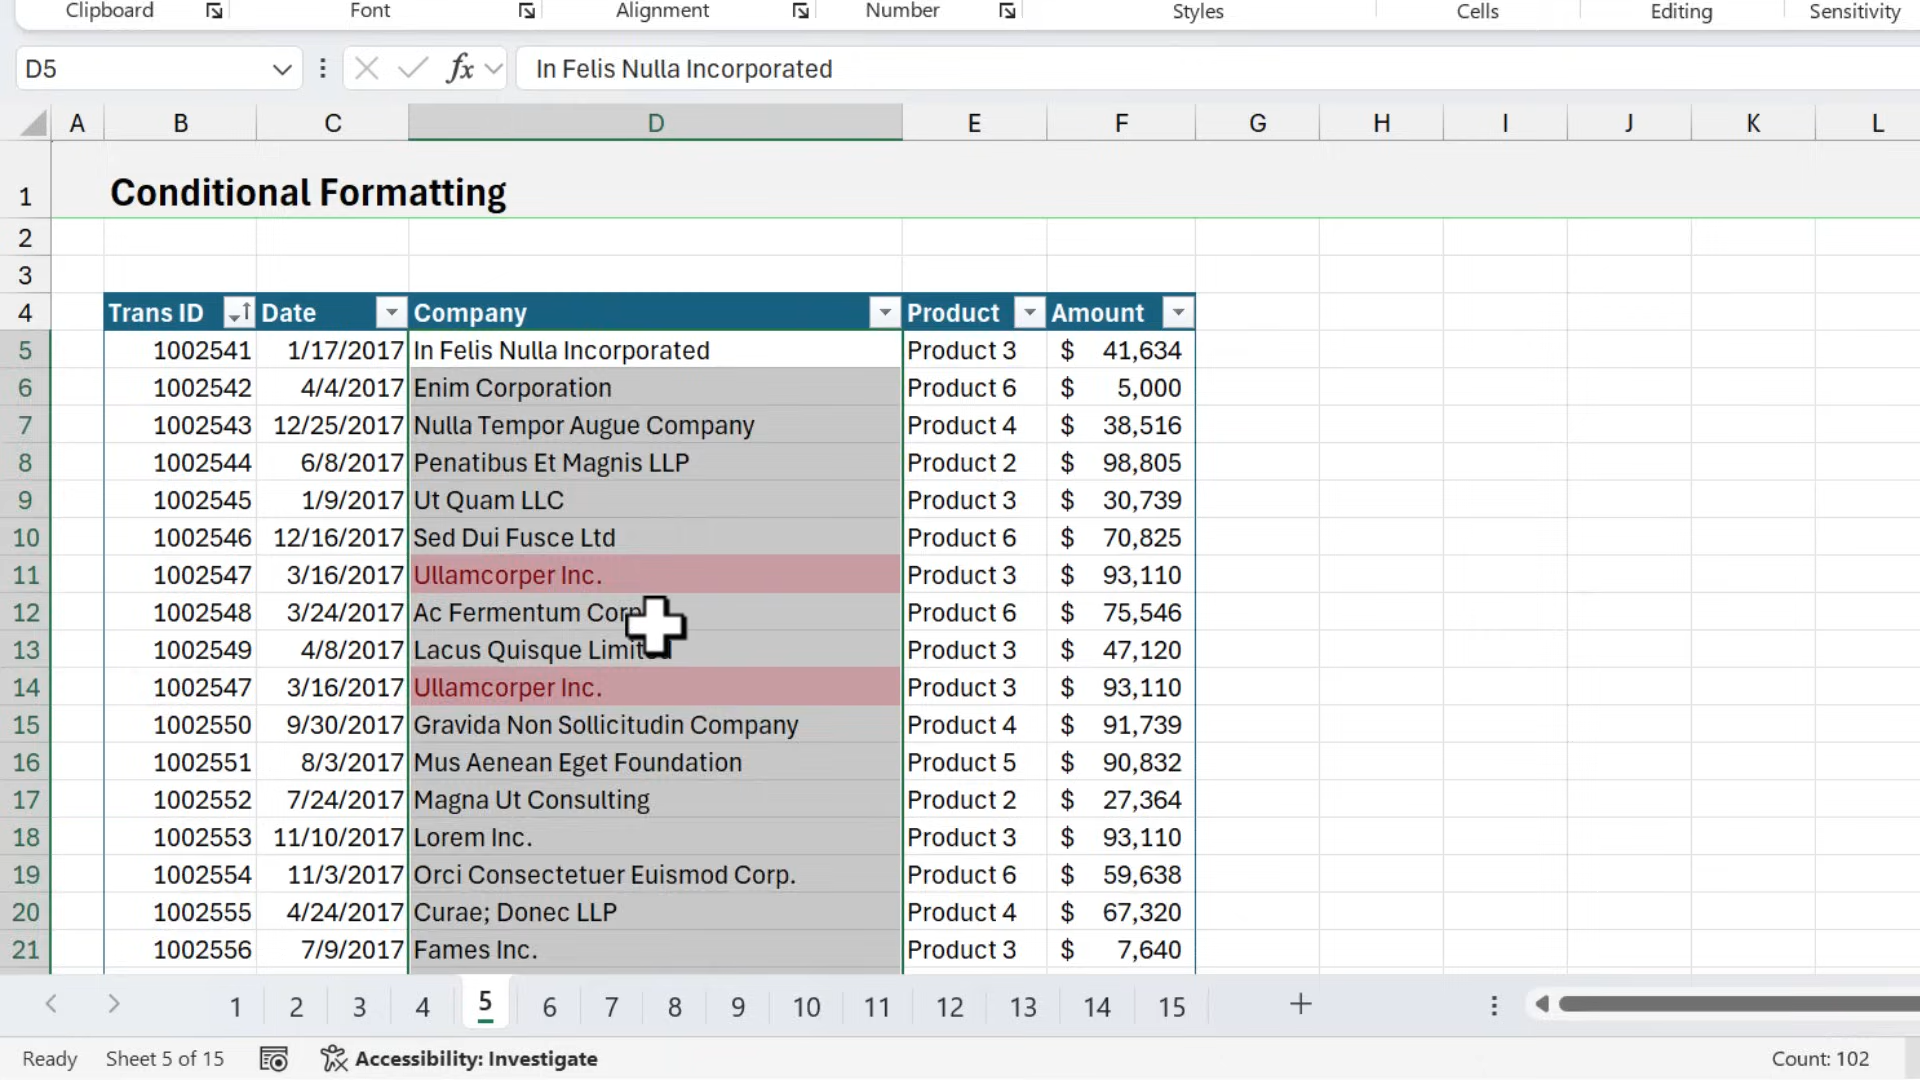 Clipboard Font Alignment Number Styles Cells Editing Sensitivity
D5 fx In Felis Nulla Incorporated
A B C D E F G H I J K L
1 Conditional Formatting
2
3
4 Trans ID Date Company Product Amount
5 1002541 1/17/2017 In Felis Nulla Incorporated Product 3 $ 41,634
6 1002542 4/4/2017 Enim Corporation Product 6 $ 5,000
7 1002543 12/25/2017 Nulla Tempor Augue Company Product 4 $ 38,516
8 1002544 6/8/2017 Penatibus Et Magnis LLP Product 2 $ 98,805
9 1002545 1/9/2017 Ut Quam LLC Product 3 $ 30,739
10 1002546 12/16/2017 Sed Dui Fusce Ltd Product 6 $ 70,825
11 1002547 3/16/2017 Ullamcorper Inc. Product 3 $ 93,110
12 1002548 3/24/2017 Ac Fermentum Corp Product 6 $ 75,546
13 1002549 4/8/2017 Lacus Quisque Limited Product 3 $ 47,120
14 1002547 3/16/2017 Ullamcorper Inc. Product 3 $ 93,110
15 1002550 9/30/2017 Gravida Non Sollicitudin Company Product 4 $ 91,739
16 1002551 8/3/2017 Mus Aenean Eget Foundation Product 5 $ 90,832
17 1002552 7/24/2017 Magna Ut Consulting Product 2 $ 27,364
18 1002553 11/10/2017 Lorem Inc. Product 3 $ 93,110
19 1002554 11/3/2017 Orci Consectetuer Euismod Corp. Product 6 $ 59,638
20 1002555 4/24/2017 Curae; Donec LLP Product 4 $ 67,320
21 1002556 7/9/2017 Fames Inc. Product 3 $ 7,640
1 2 3 4 5 6 7 8 9 10 11 12 13 14 15
Ready Sheet 5 of 15 Accessibility: Investigate Count: 102